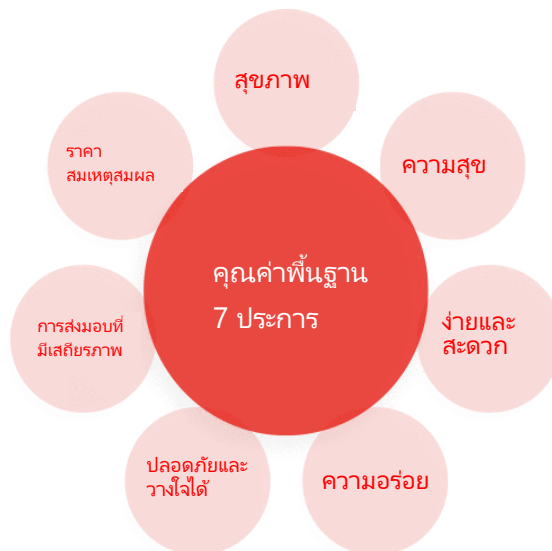 สุขภาพ
ความสุข
ง่ายและ
สะดวก
ความอร่อย
ปลอดภัยและ
วางใจได้
การส่งมอบที่
มีเสถียรภาพ
ราคา
สมเหตุสมผล
คุณค่าพื้นฐาน
7 ประการ